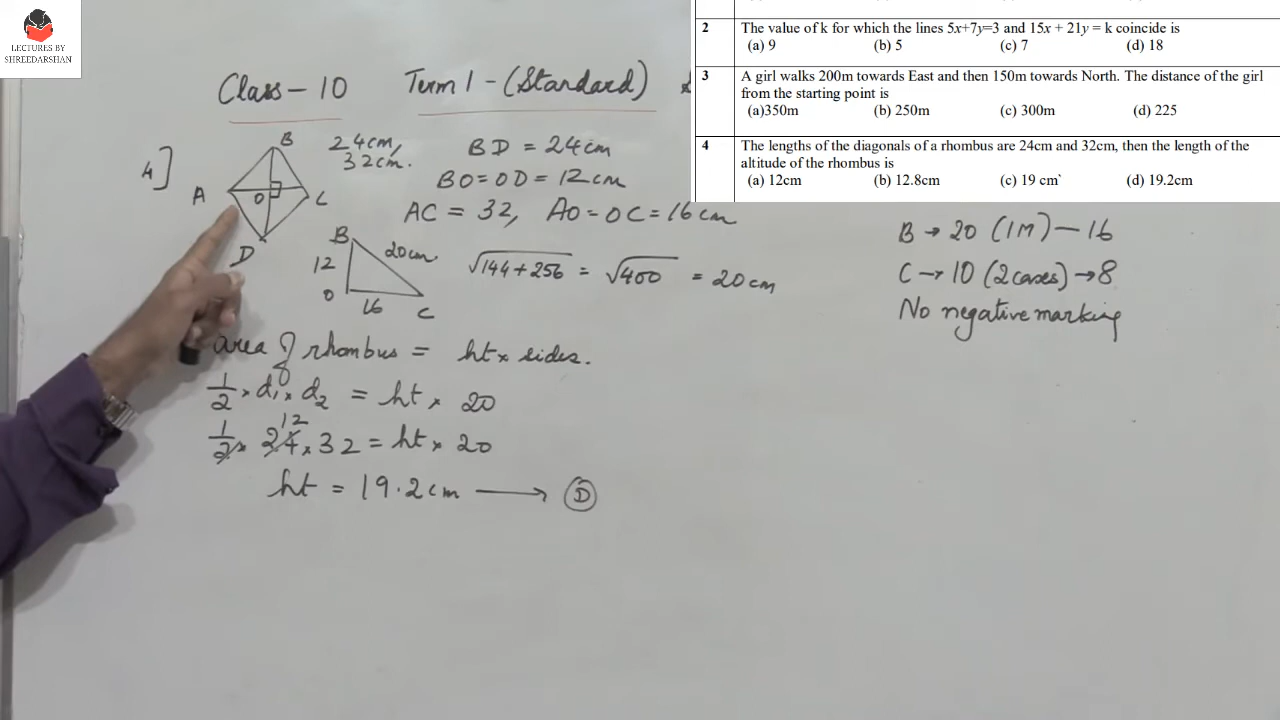 LECTURES BY
SHREEDARSHAN
Class - 10 Term 1 - (Standard)
2 The value of k for which the lines 5x+7y=3 and 15x + 21y = k coincide is
(a) 9 (b) 5 (c) 7 (d) 18
3 A girl walks 200m towards East and then 150m towards North. The distance of the girl
from the starting point is
(a)350m (b) 250m (c) 300m (d) 225
4 The lengths of the diagonals of a rhombus are 24cm and 32cm, then the length of the
altitude of the rhombus is
(a) 12cm (b) 12.8cm (c) 19 cm` (d) 19.2cm
4]
B
A
O
C
D
24cm,
32cm.
BD = 24cm
BO = OD = 12cm
AC = 32, AO = OC = 16cm
B
12
20cm
O
16
C
√144+256 = √400 = 20cm
area of rhombus = ht × sides.
1/2 × d1 × d2 = ht × 20
12
1/2 × 24 × 32 = ht × 20
ht = 19.2cm → D
B → 20 (1M) — 16
C → 10 (2cases) → 8
No negative marking